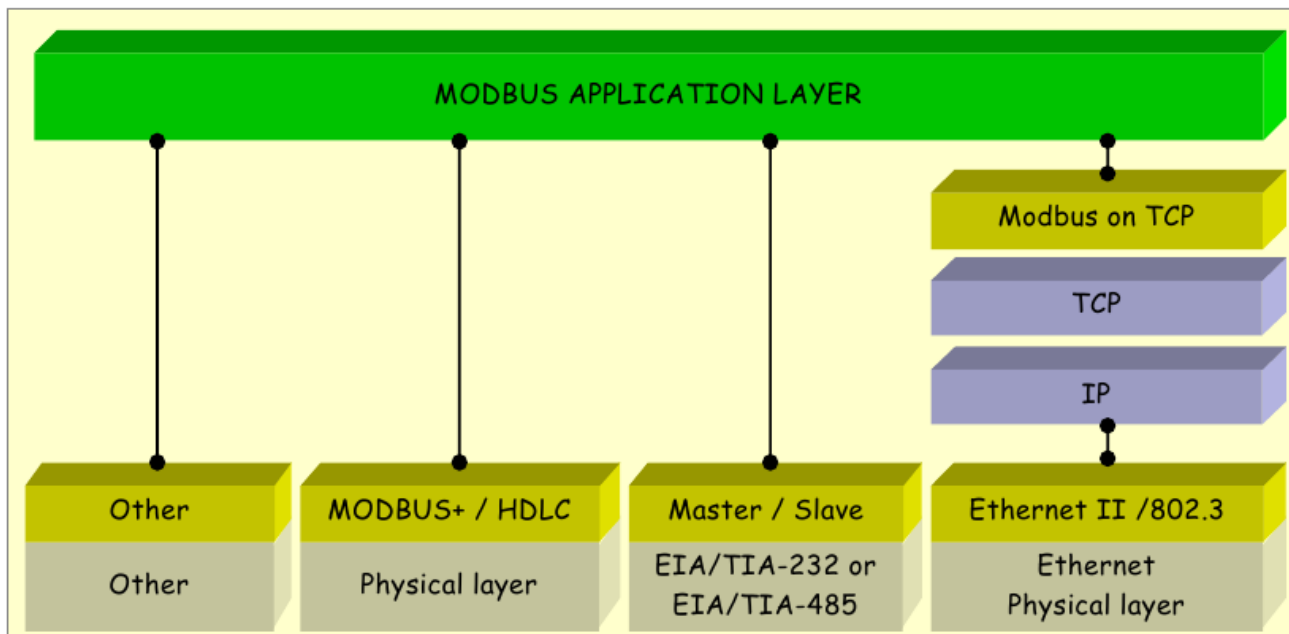 MODBUS APPLICATION LAYER
Modbus on TCP
TCP
IP
Other
MODBUS+ / HDLC
Master / Slave
Ethernet II /802.3
Other
Physical layer
EIA/TIA-232 or
EIA/TIA-485
Ethernet
Physical layer